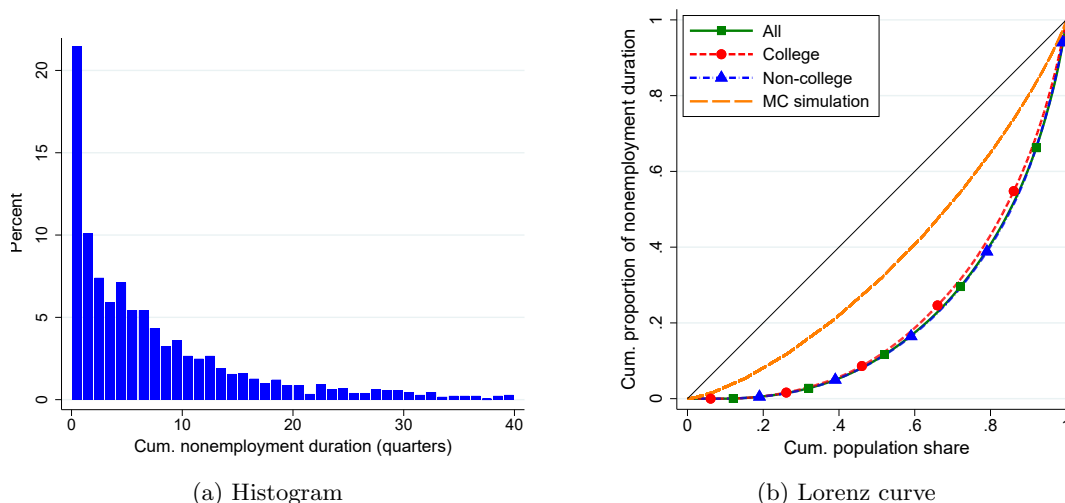 Percent
20
15
10
5
0
0 10 20 30 40
Cum. nonemployment duration (quarters)
(a) Histogram
All
College
Non-college
MC simulation
Cum. proportion of nonemployment duration
1
.8
.6
.4
.2
0
0 .2 .4 .6 .8 1
Cum. population share
(b) Lorenz curve